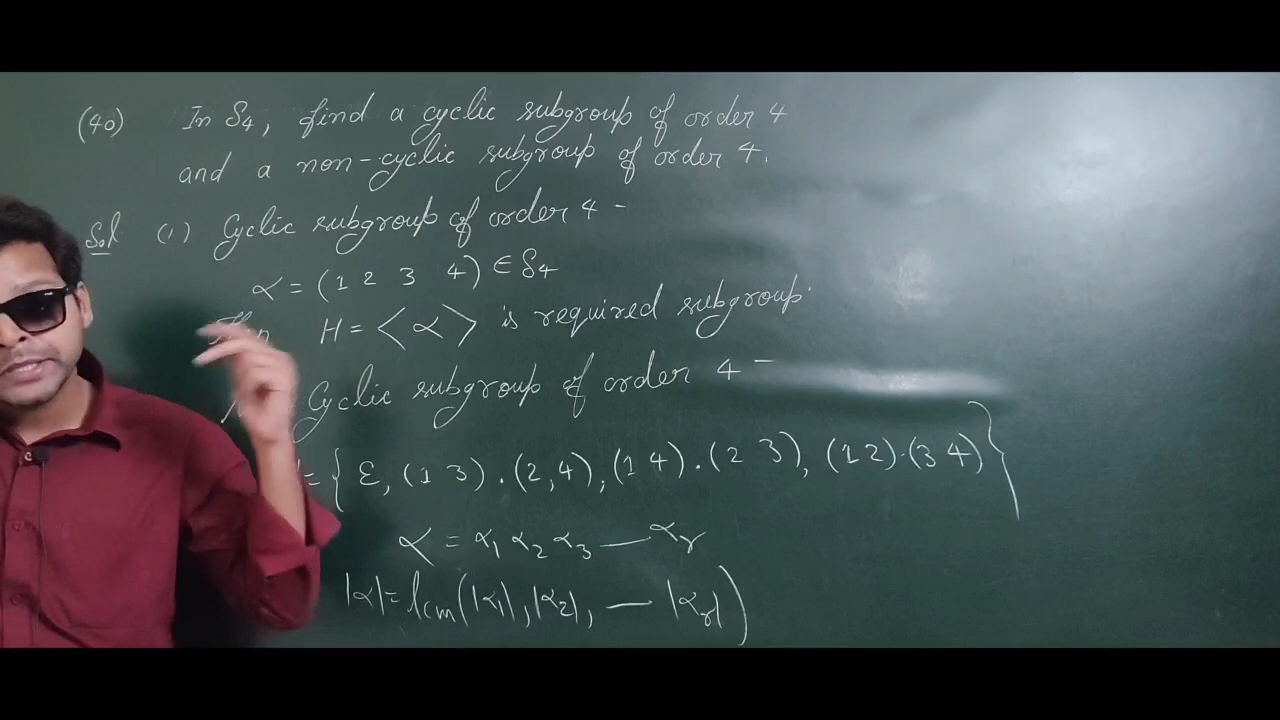 (40) In S4, find a cyclic subgroup of order 4
and a non-cyclic subgroup of order 4.
Sol (1) Cyclic subgroup of order 4 -
α = (1 2 3 4) ∈ S4
H = <α> is required subgroup.
Cyclic subgroup of order 4 -
= { ε, (1 3) . (2,4), (1 4) . (2 3), (1 2) . (3 4) }
α = α1 α2 α3 — αr
|α| = lcm(|α1|, |α2|, — |αr|)